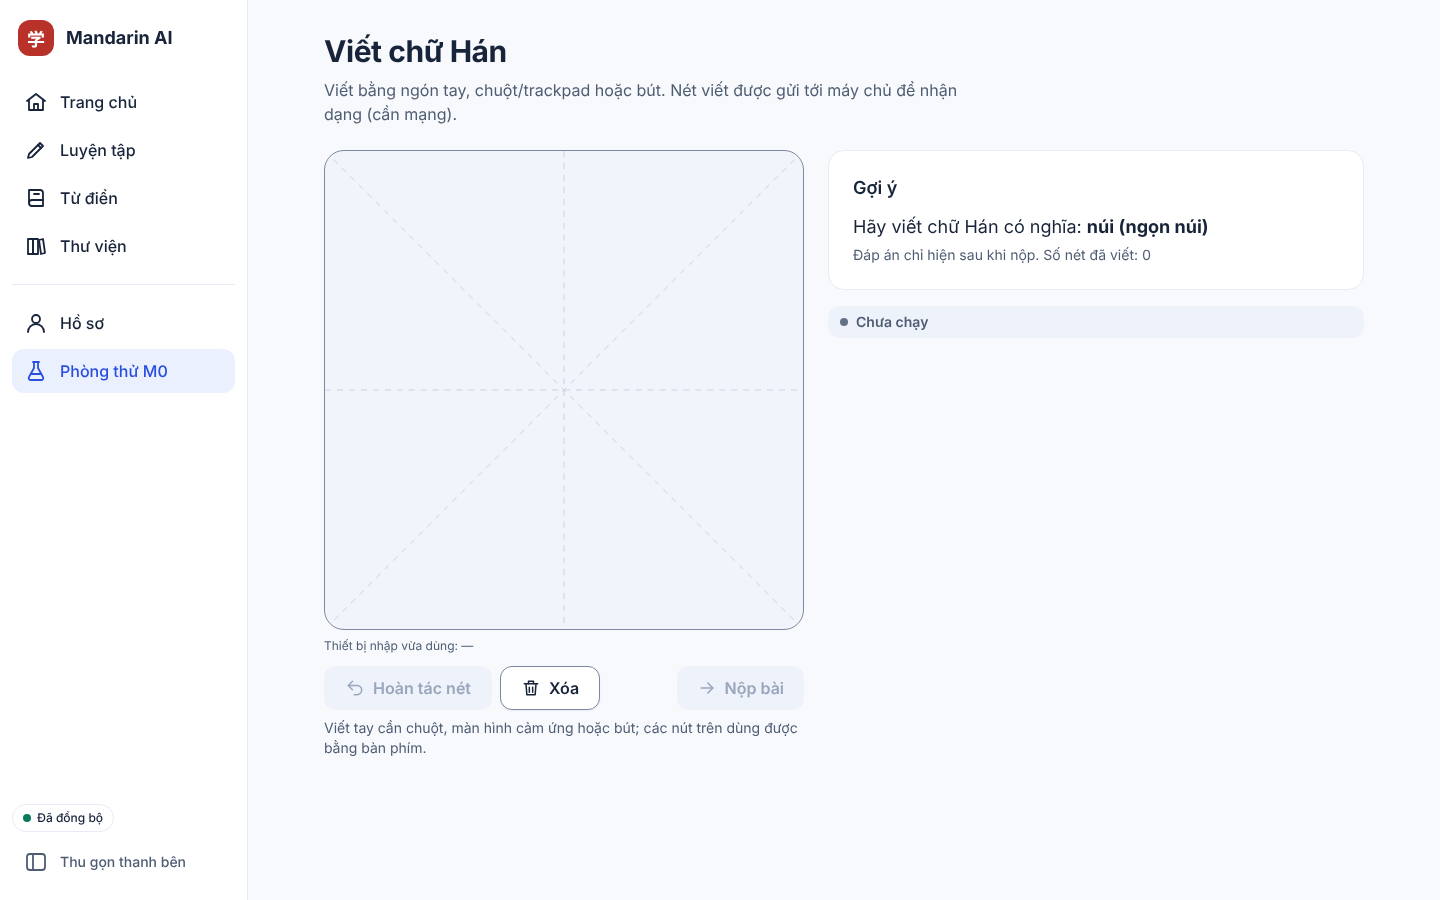 学 Mandarin AI
Trang chủ
Luyện tập
Từ điển
Thư viện
Hồ sơ
Phòng thử M0
Đã đồng bộ
Thu gọn thanh bên
Viết chữ Hán
Viết bằng ngón tay, chuột/trackpad hoặc bút. Nét viết được gửi tới máy chủ để nhận
dạng (cần mạng).
Thiết bị nhập vừa dùng: —
Hoàn tác nét
Xóa
Nộp bài
Viết tay cần chuột, màn hình cảm ứng hoặc bút; các nút trên dùng được
bằng bàn phím.
Gợi ý
Hãy viết chữ Hán có nghĩa: núi (ngọn núi)
Đáp án chỉ hiện sau khi nộp. Số nét đã viết: 0
Chưa chạy